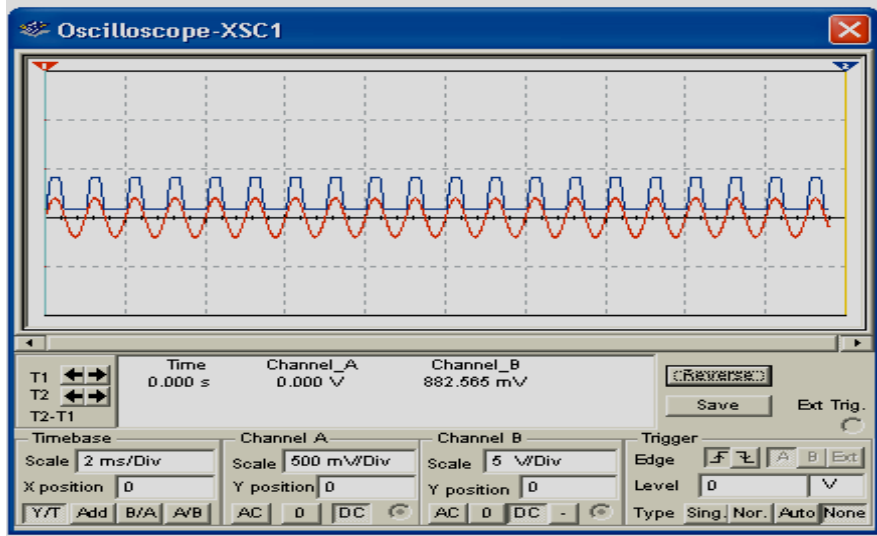 Oscilloscope-XSC1
1 2
Time Channel_A Channel_B
T1 0.000 s 0.000 V 882.565 mV
T2
T2-T1
Reverse
Save
Ext Trig.
Timebase
Scale 2 ms/Div
X position 0
Y/T Add B/A A/B
Channel A
Scale 500 mV/Div
Y position 0
AC 0 DC
Channel B
Scale 5 V/Div
Y position 0
AC 0 DC -
Trigger
Edge A B Ext
Level 0 V
Type Sing. Nor. Auto None